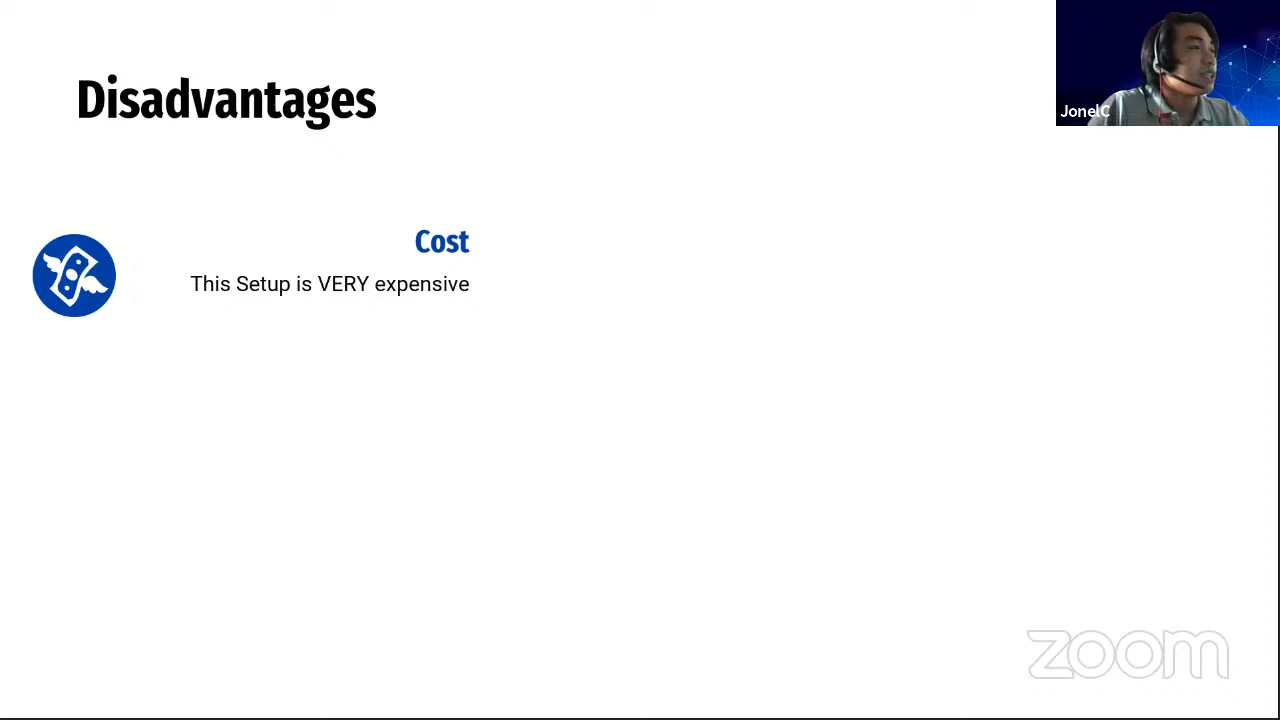 Disadvantages
JonelC
Cost
This Setup is VERY expensive
zoom